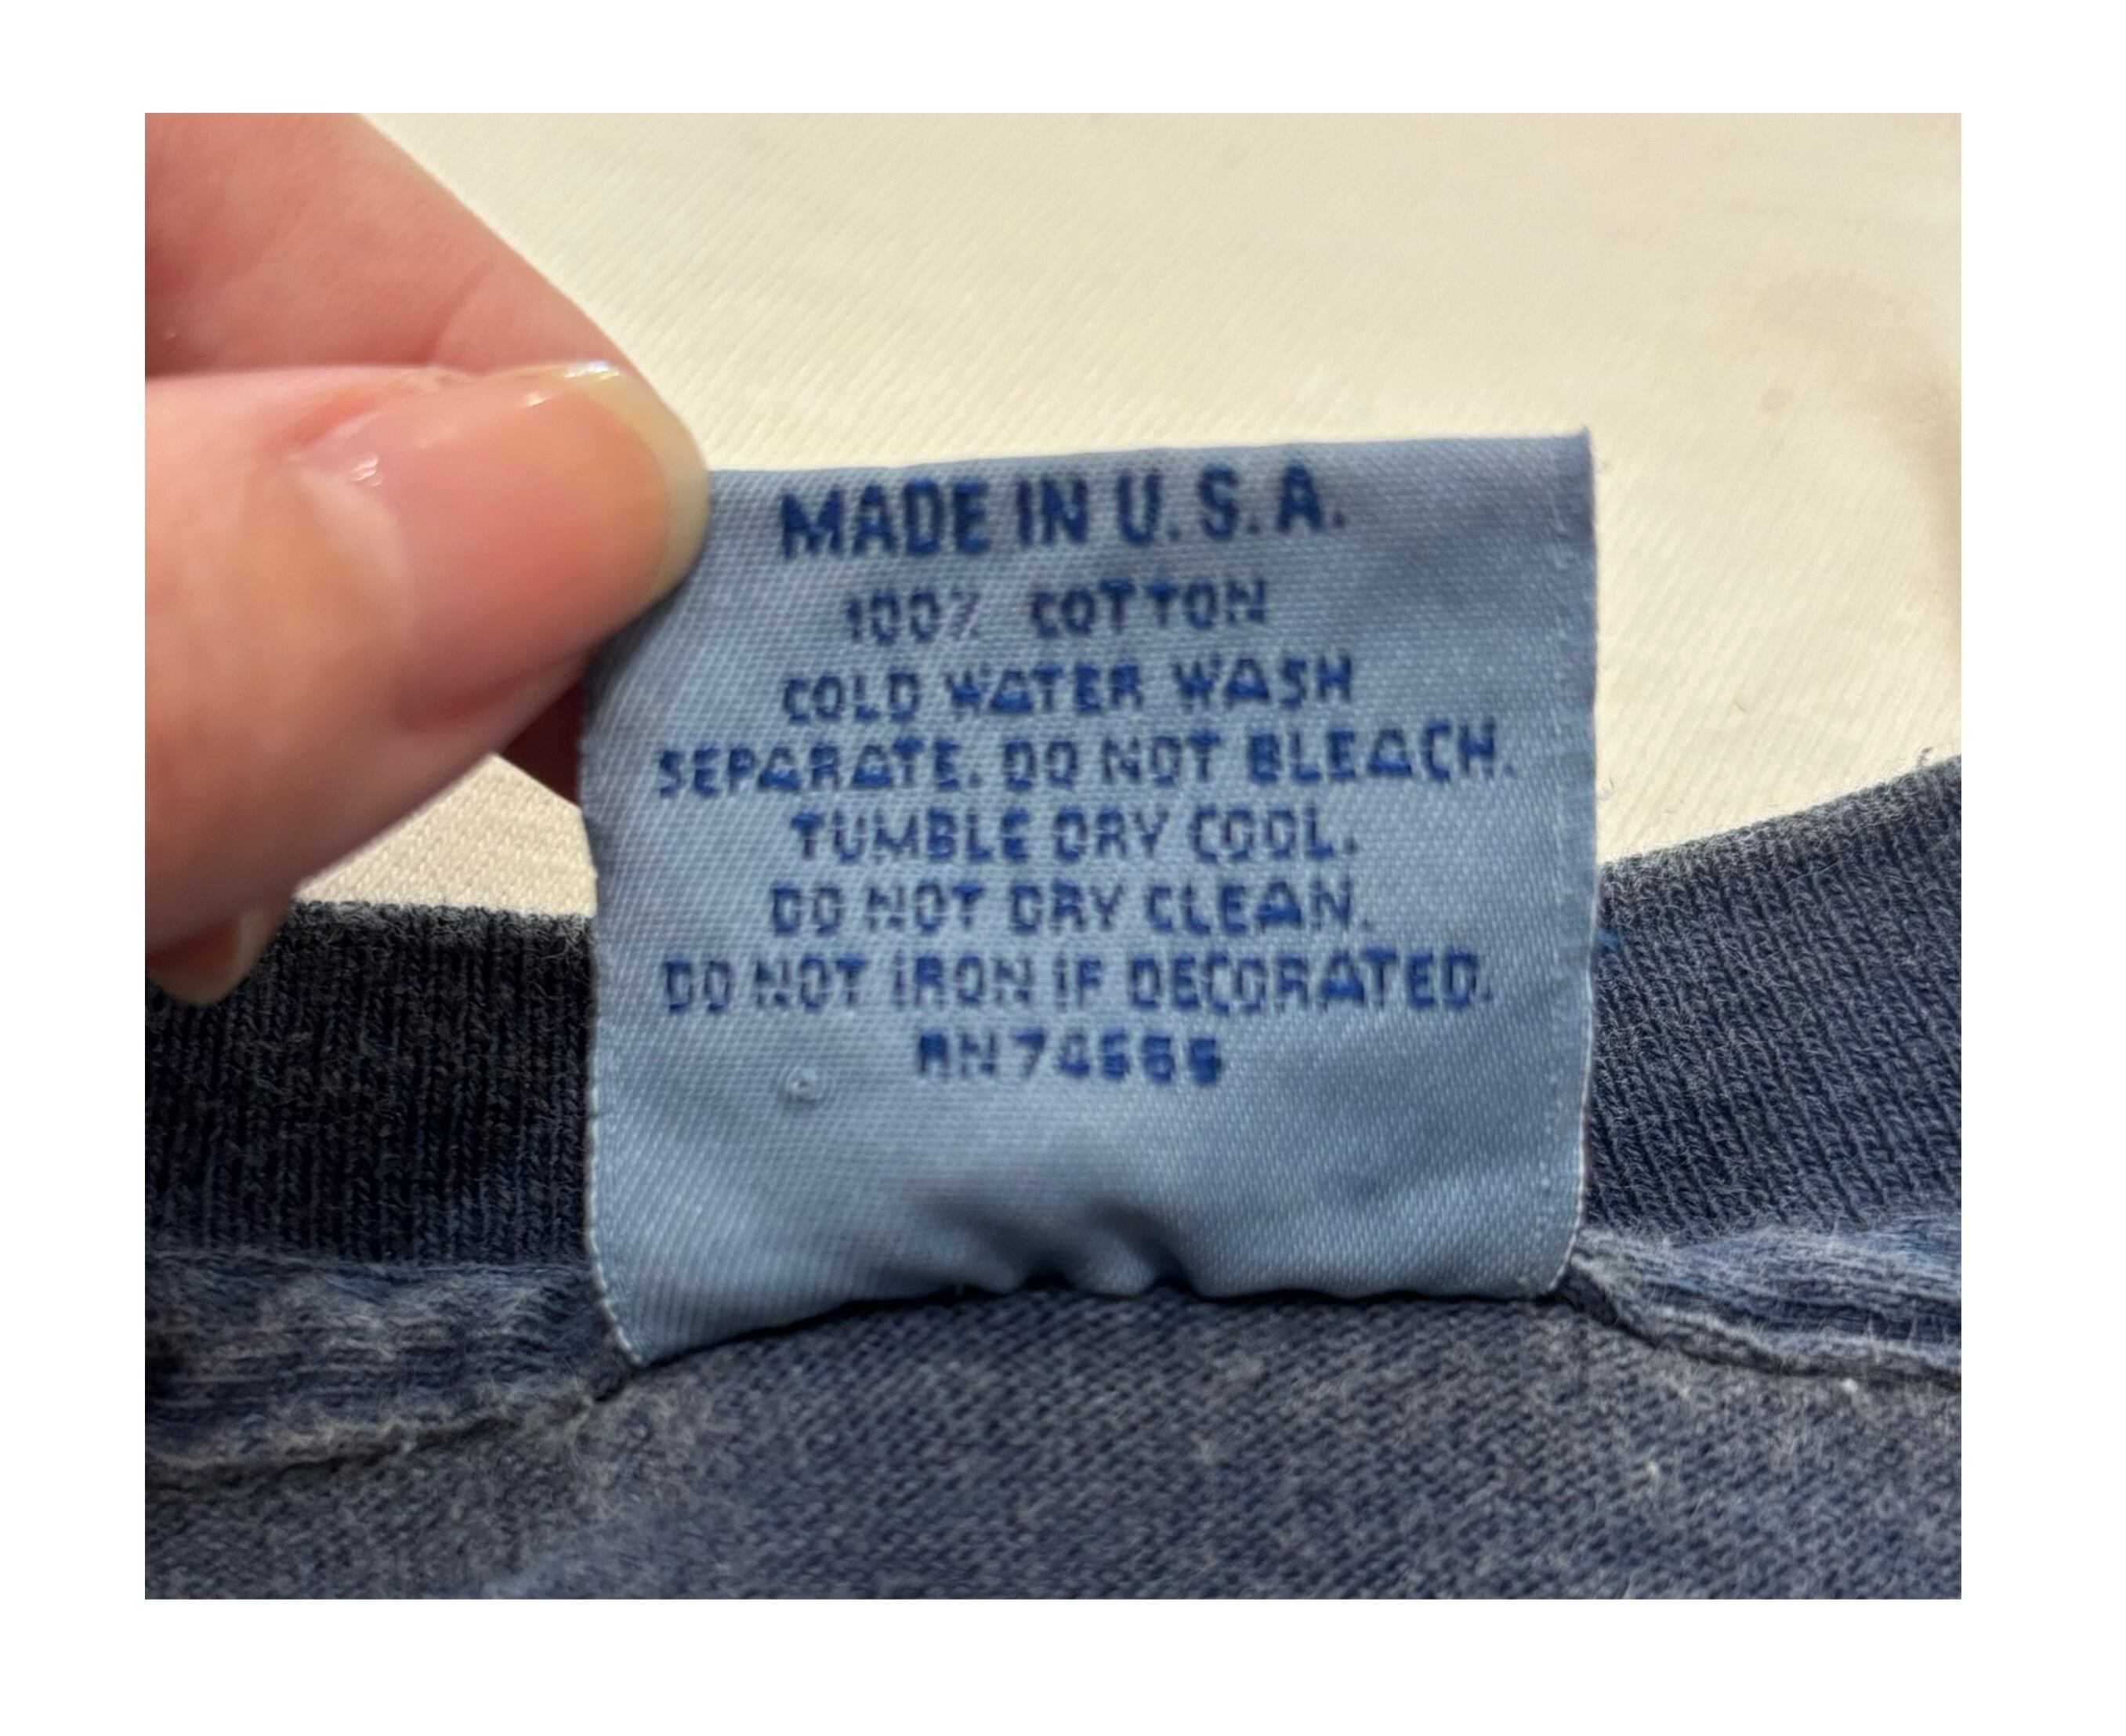 MADE IN U.S.A.
100% COTTON
COLD WATER WASH
SEPARATE. DO NOT BLEACH.
TUMBLE DRY COOL.
DO NOT DRY CLEAN.
DO NOT IRON IF DECORATED.